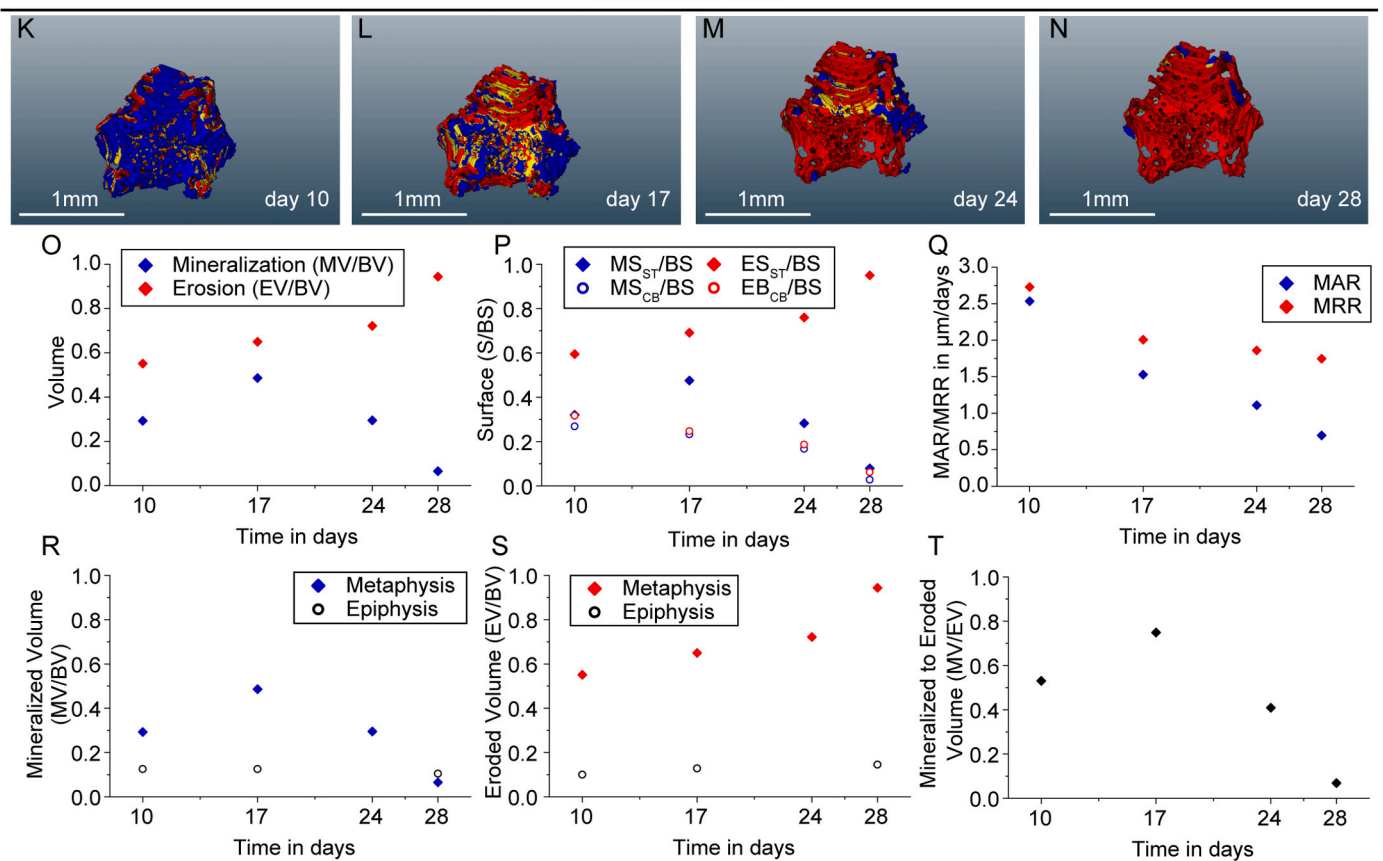 K
L
M
N
1mm
day 10
1mm
day 17
1mm
day 24
1mm
day 28
O
Volume
1.0
0.8
0.6
0.4
0.2
0.0
Mineralization (MV/BV)
Erosion (EV/BV)
10
17
24
28
Time in days
P
Surface (S/BS)
1.0
0.8
0.6
0.4
0.2
0.0
MS_ST/BS
ES_ST/BS
MS_CB/BS
EB_CB/BS
10
17
24
28
Time in days
Q
MAR/MRR in µm/days
3.0
2.5
2.0
1.5
1.0
0.5
0.0
MAR
MRR
10
17
24
28
Time in days
R
Mineralized Volume
(MV/BV)
1.0
0.8
0.6
0.4
0.2
0.0
Metaphysis
Epiphysis
10
17
24
28
Time in days
S
Eroded Volume (EV/BV)
1.0
0.8
0.6
0.4
0.2
0.0
Metaphysis
Epiphysis
10
17
24
28
Time in days
T
Mineralized to Eroded
Volume (MV/EV)
1.0
0.8
0.6
0.4
0.2
0.0
10
17
24
28
Time in days